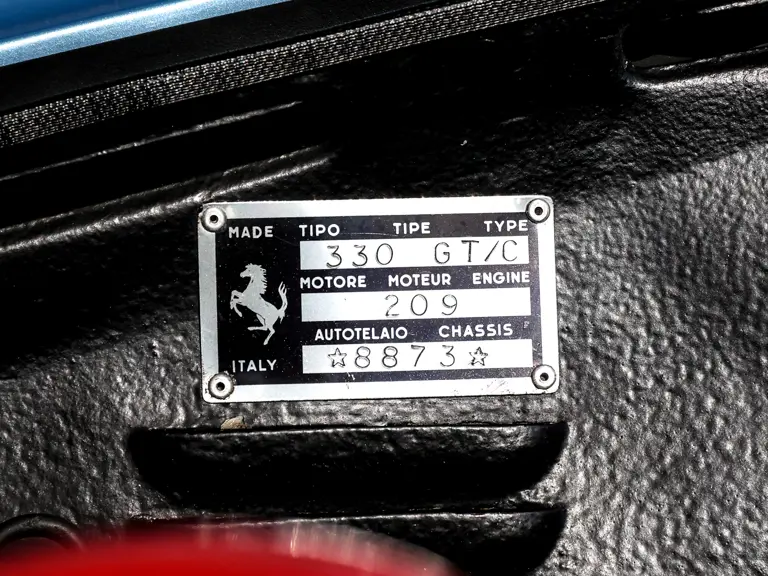 MADE TIPO TIPE TYPE
330 GT/C
MOTORE MOTEUR ENGINE
209
AUTOTELAIO CHASSIS
ITALY ☆8873☆